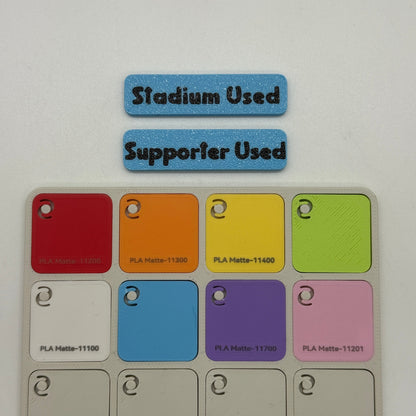 Stadium Used
Supporter Used
PLA Matte-11200
PLA Matte-11300
PLA Matte-11400
PLA Matte-11100
PLA Matte-11700
PLA Matte-11201